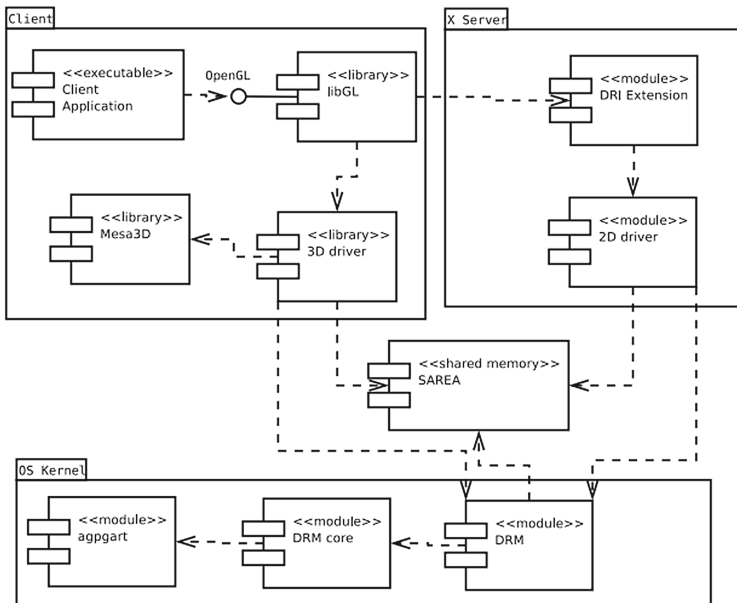 Client
X Server
<<executable>>
Client
Application
OpenGL
<<library>>
libGL
<<module>>
DRI Extension
<<library>>
Mesa3D
<<library>>
3D driver
<<module>>
2D driver
<<shared memory>>
SAREA
OS Kernel
<<module>>
agpgart
<<module>>
DRM core
<<module>>
DRM